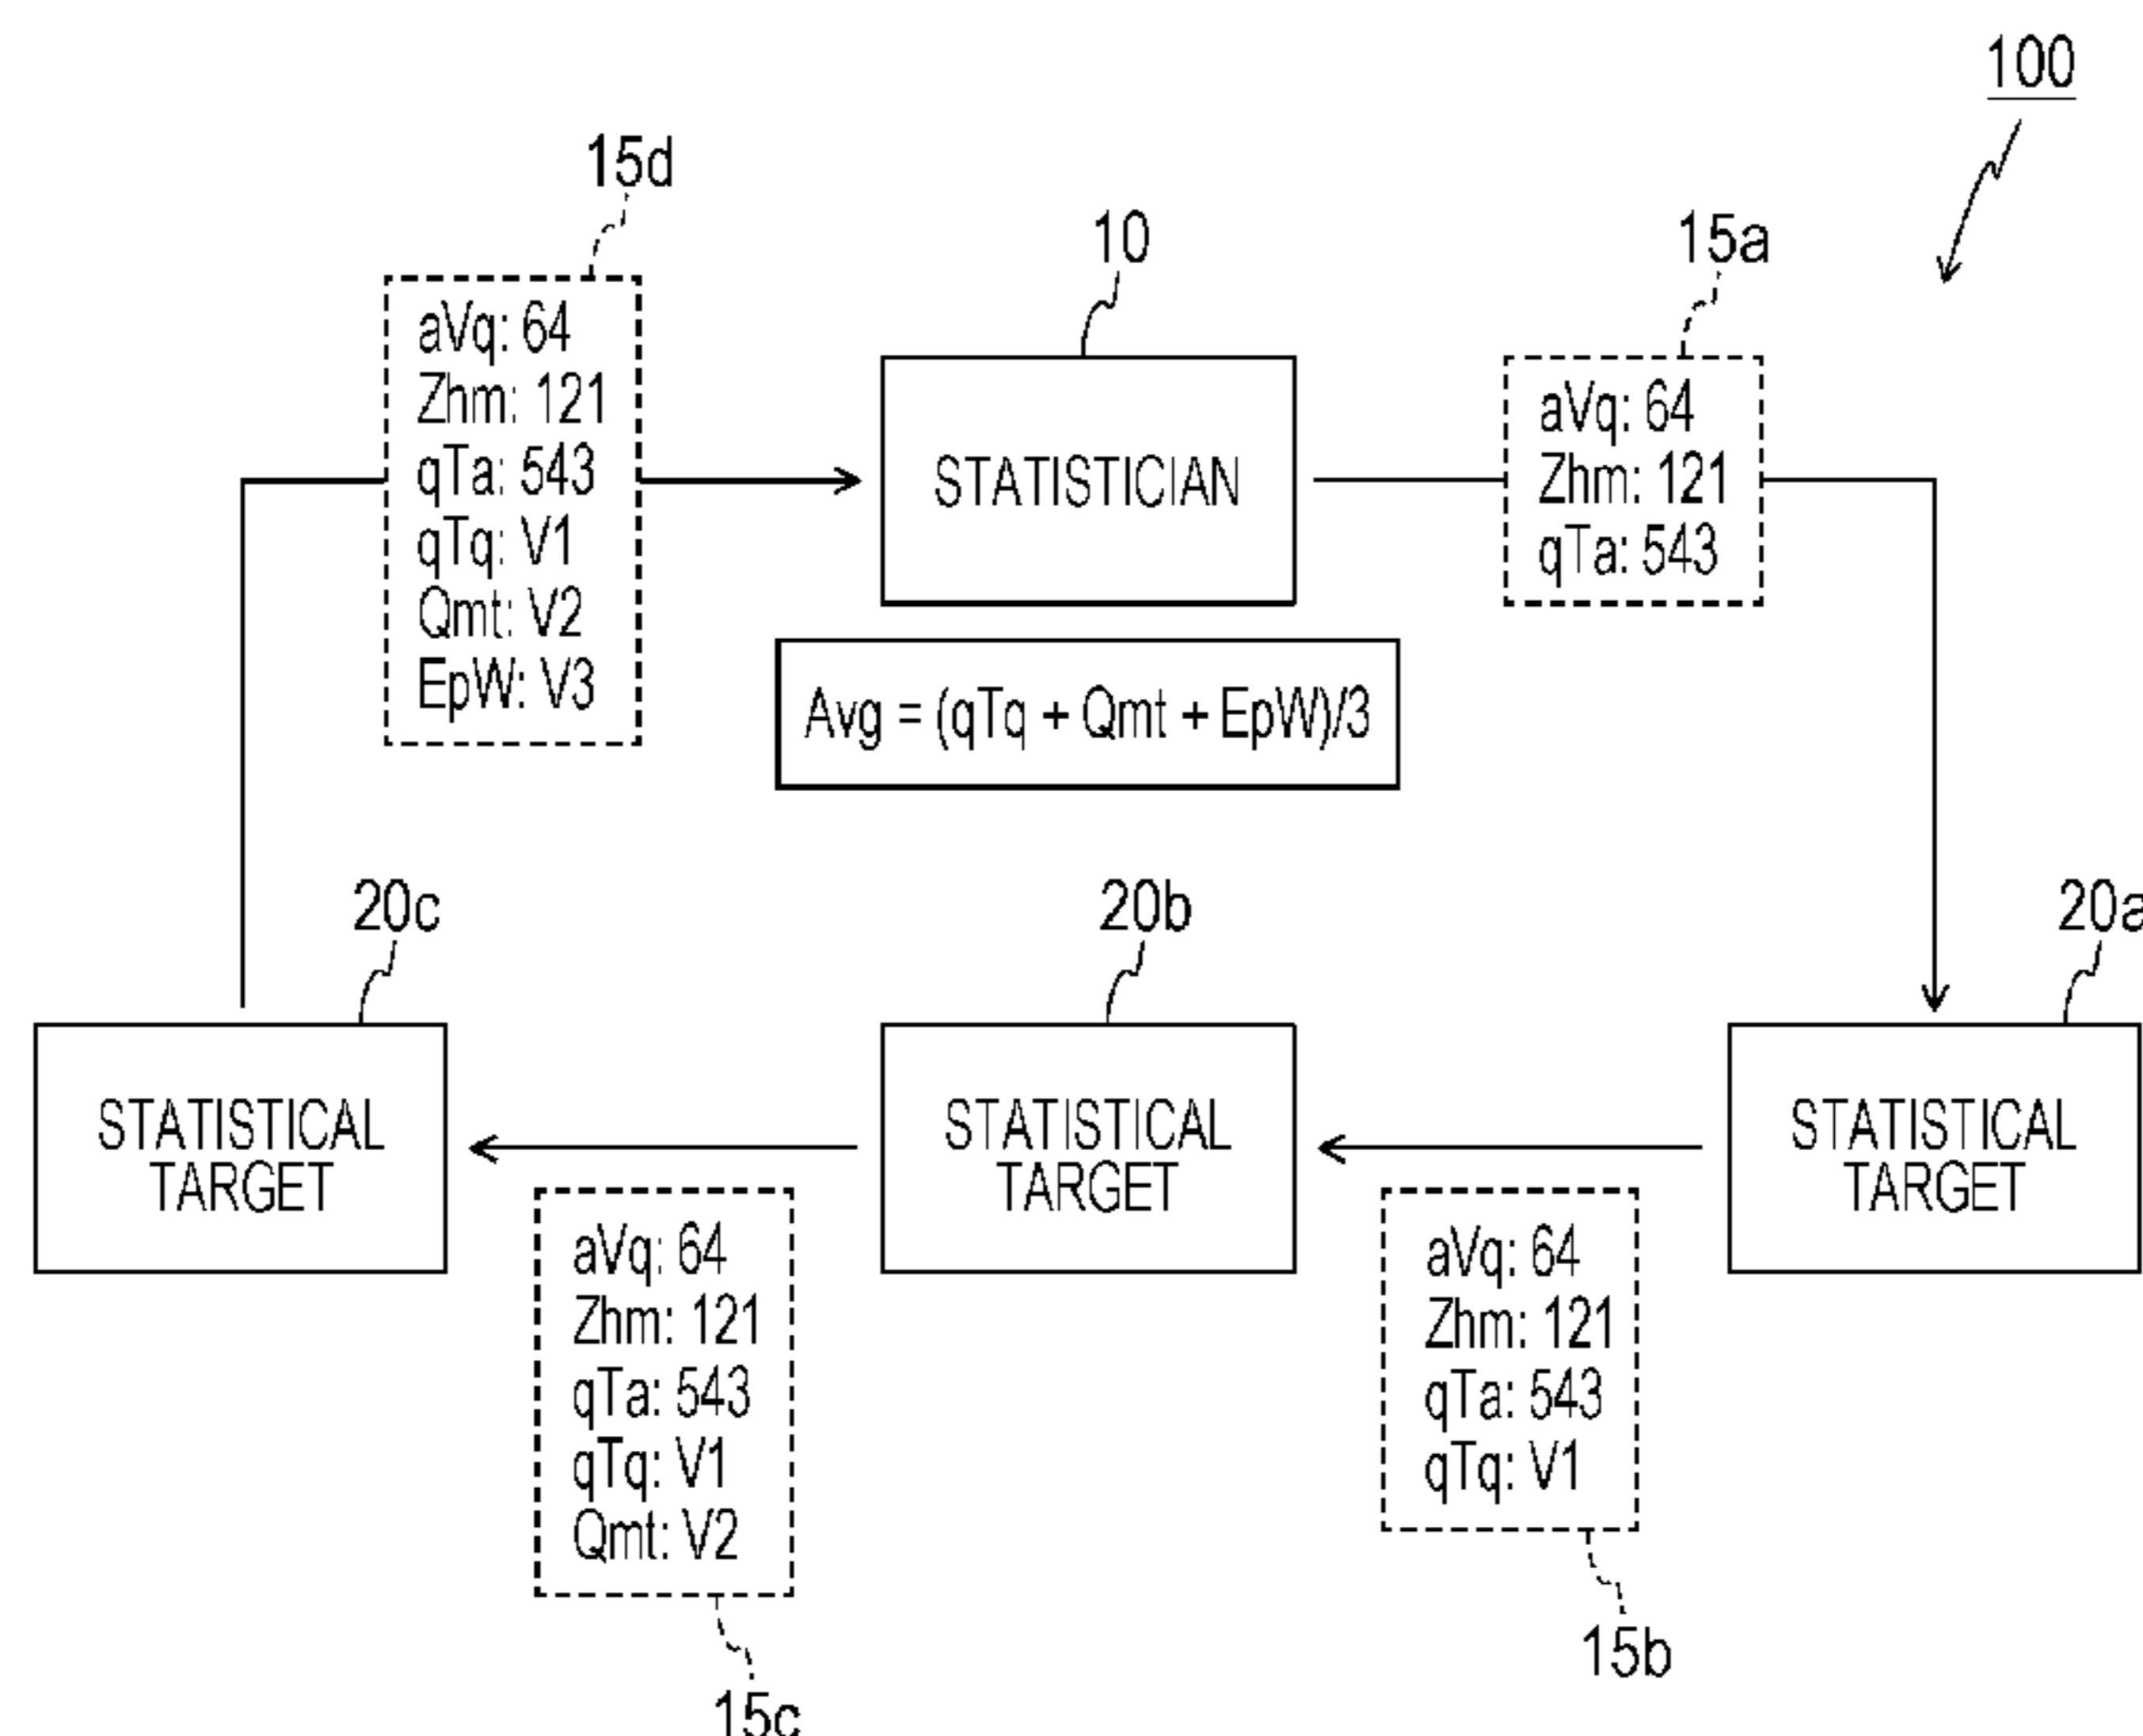 100
15d
10
15a
aVq: 64
Zhm: 121
qTa: 543
qTq: V1
Qmt: V2
EpW: V3
STATISTICIAN
aVq: 64
Zhm: 121
qTa: 543
Avg = (qTq + Qmt + EpW)/3
20c
20b
20a
STATISTICAL
TARGET
STATISTICAL
TARGET
STATISTICAL
TARGET
aVq: 64
Zhm: 121
qTa: 543
qTq: V1
Qmt: V2
aVq: 64
Zhm: 121
qTa: 543
qTq: V1
15c
15b